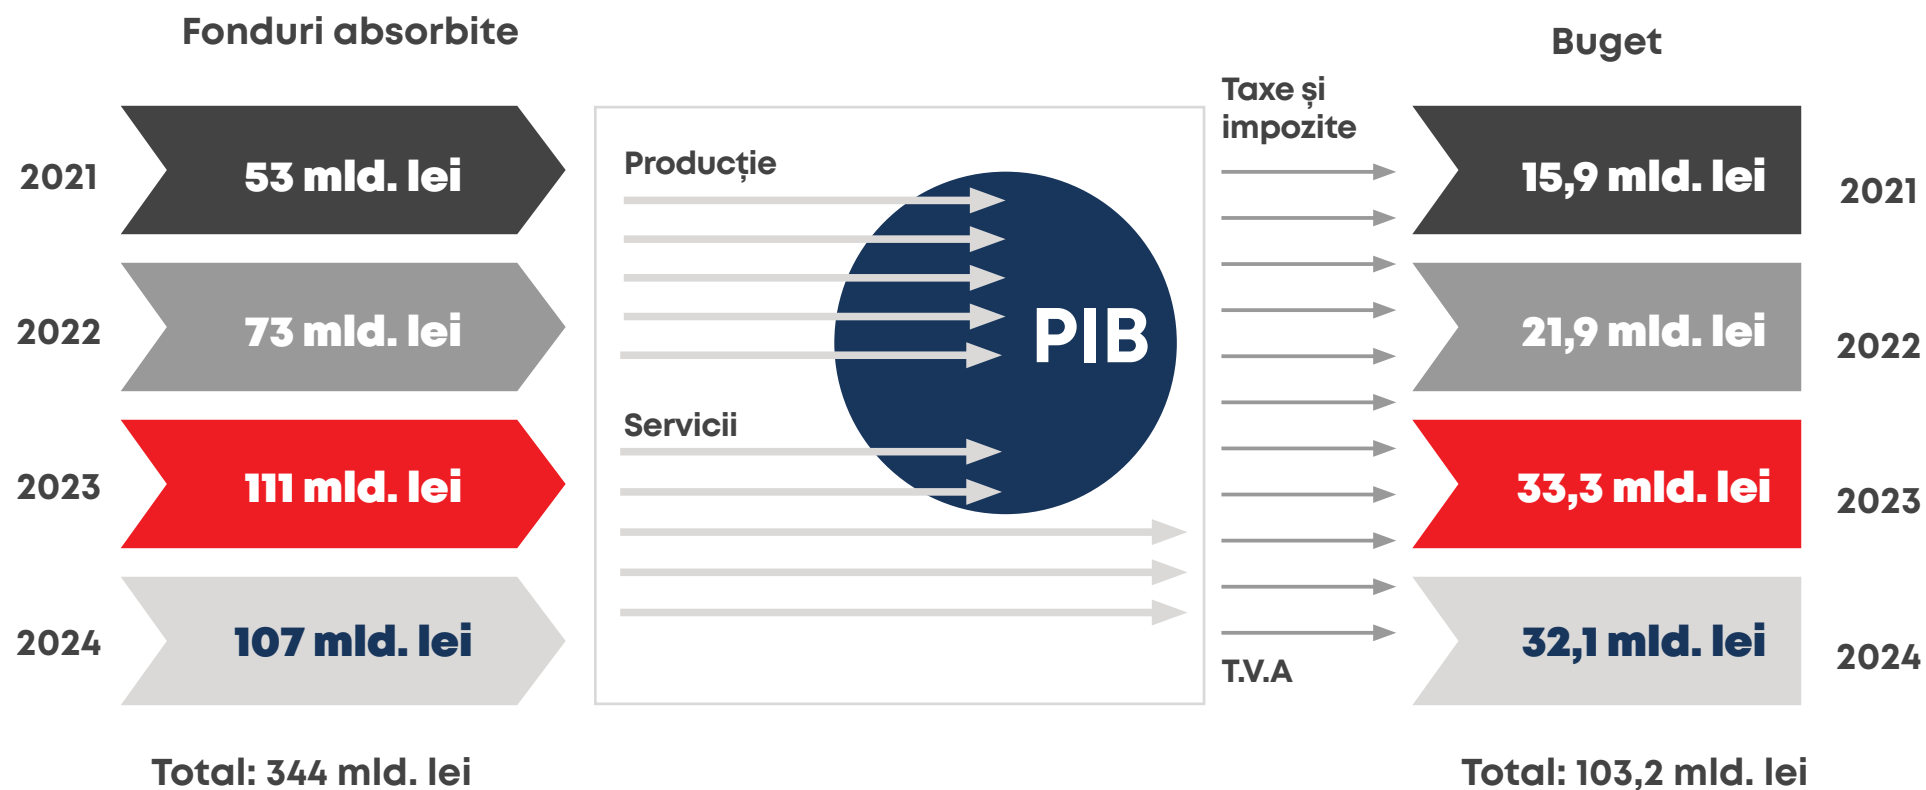 Fonduri absorbite
2021
53 mld. lei
2022
73 mld. lei
2023
111 mld. lei
2024
107 mld. lei
Total: 344 mld. lei
Producție
PIB
Servicii
Taxe și
impozite
T.V.A
Buget
15,9 mld. lei
2021
21,9 mld. lei
2022
33,3 mld. lei
2023
32,1 mld. lei
2024
Total: 103,2 mld. lei